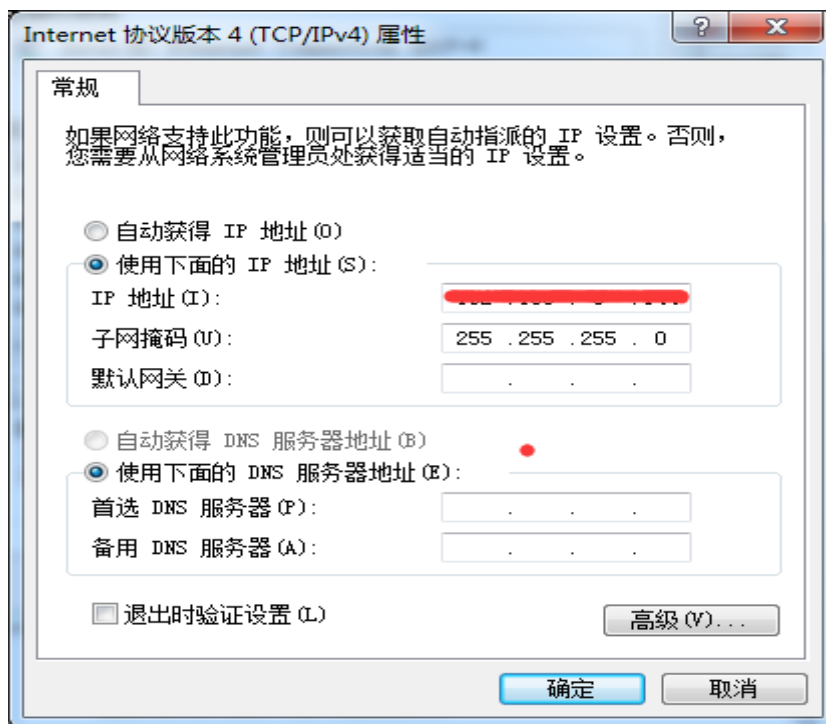 Internet 协议版本 4 (TCP/IPv4) 属性
常规
如果网络支持此功能，则可以获取自动指派的 IP 设置。否则，
您需要从网络系统管理员处获得适当的 IP 设置。
自动获得 IP 地址(O)
使用下面的 IP 地址(S):
IP 地址(I):
子网掩码(U): 255 .255 .255 . 0
默认网关(D): . . .
自动获得 DNS 服务器地址(B)
使用下面的 DNS 服务器地址(E):
首选 DNS 服务器(P): . . .
备用 DNS 服务器(A): . . .
退出时验证设置(L)
高级(V)...
确定 取消